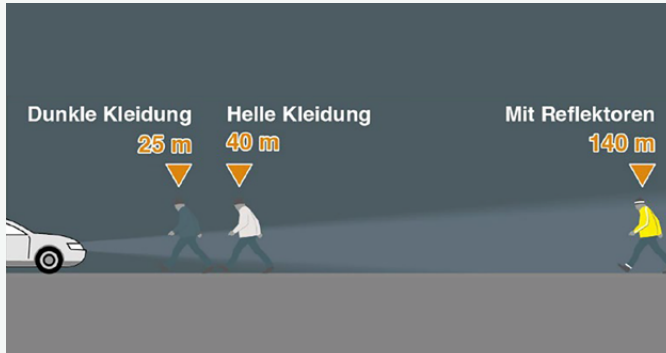 Dunkle Kleidung
25 m
Helle Kleidung
40 m
Mit Reflektoren
140 m